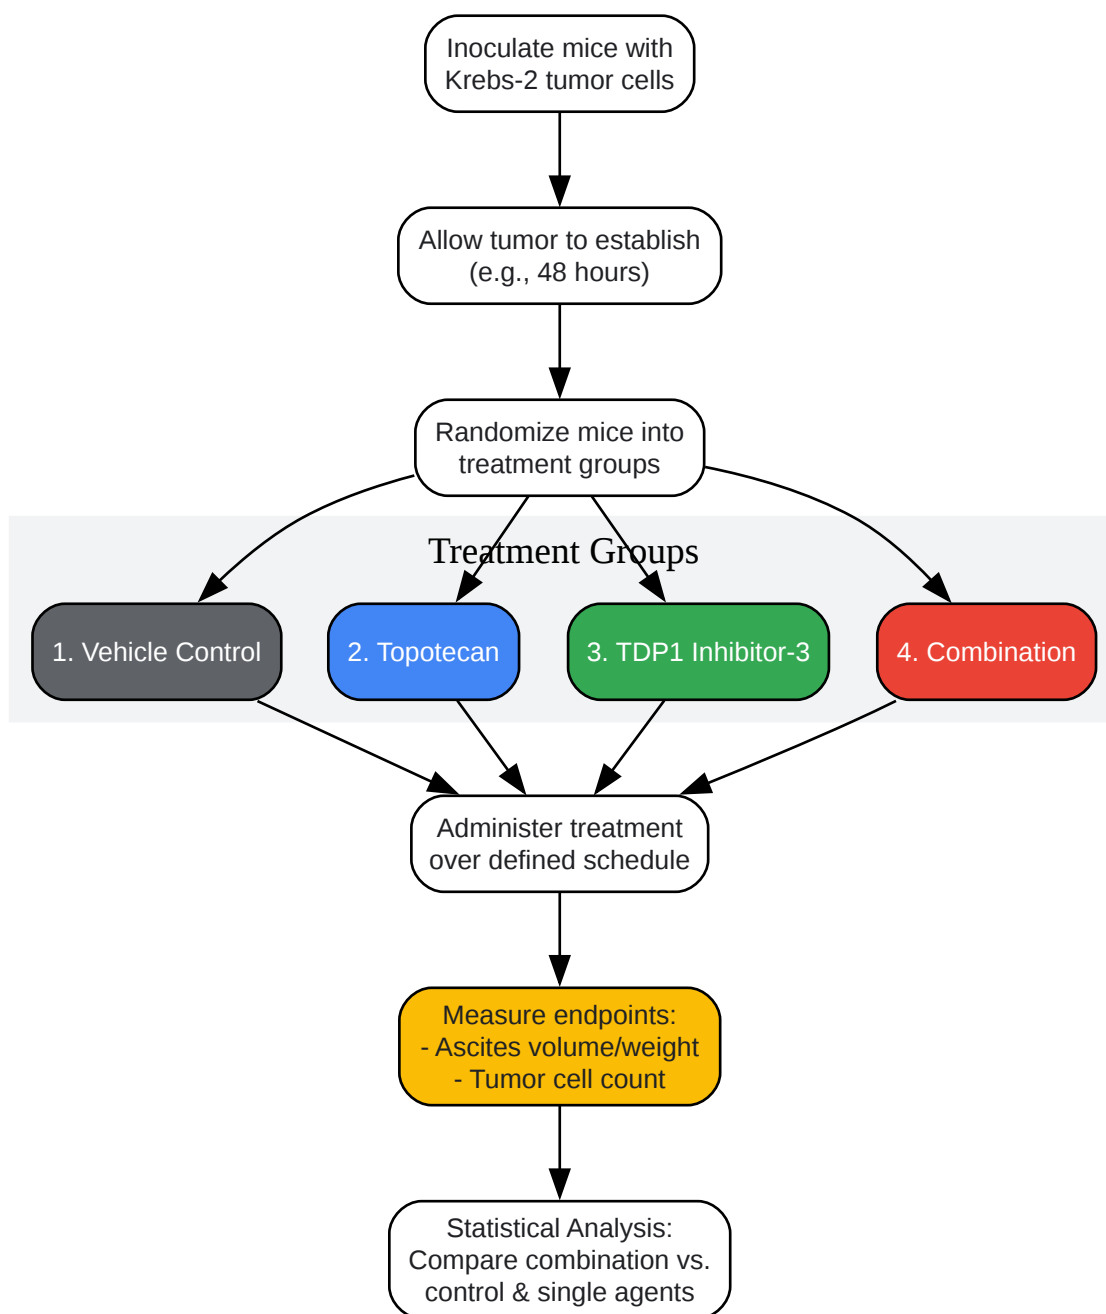 Inoculate mice with
Krebs-2 tumor cells
Allow tumor to establish
(e.g., 48 hours)
Randomize mice into
treatment groups
Treatment Groups
1. Vehicle Control
2. Topotecan
3. TDP1 Inhibitor-3
4. Combination
Administer treatment
over defined schedule
Measure endpoints:
- Ascites volume/weight
- Tumor cell count
Statistical Analysis:
Compare combination vs.
control & single agents